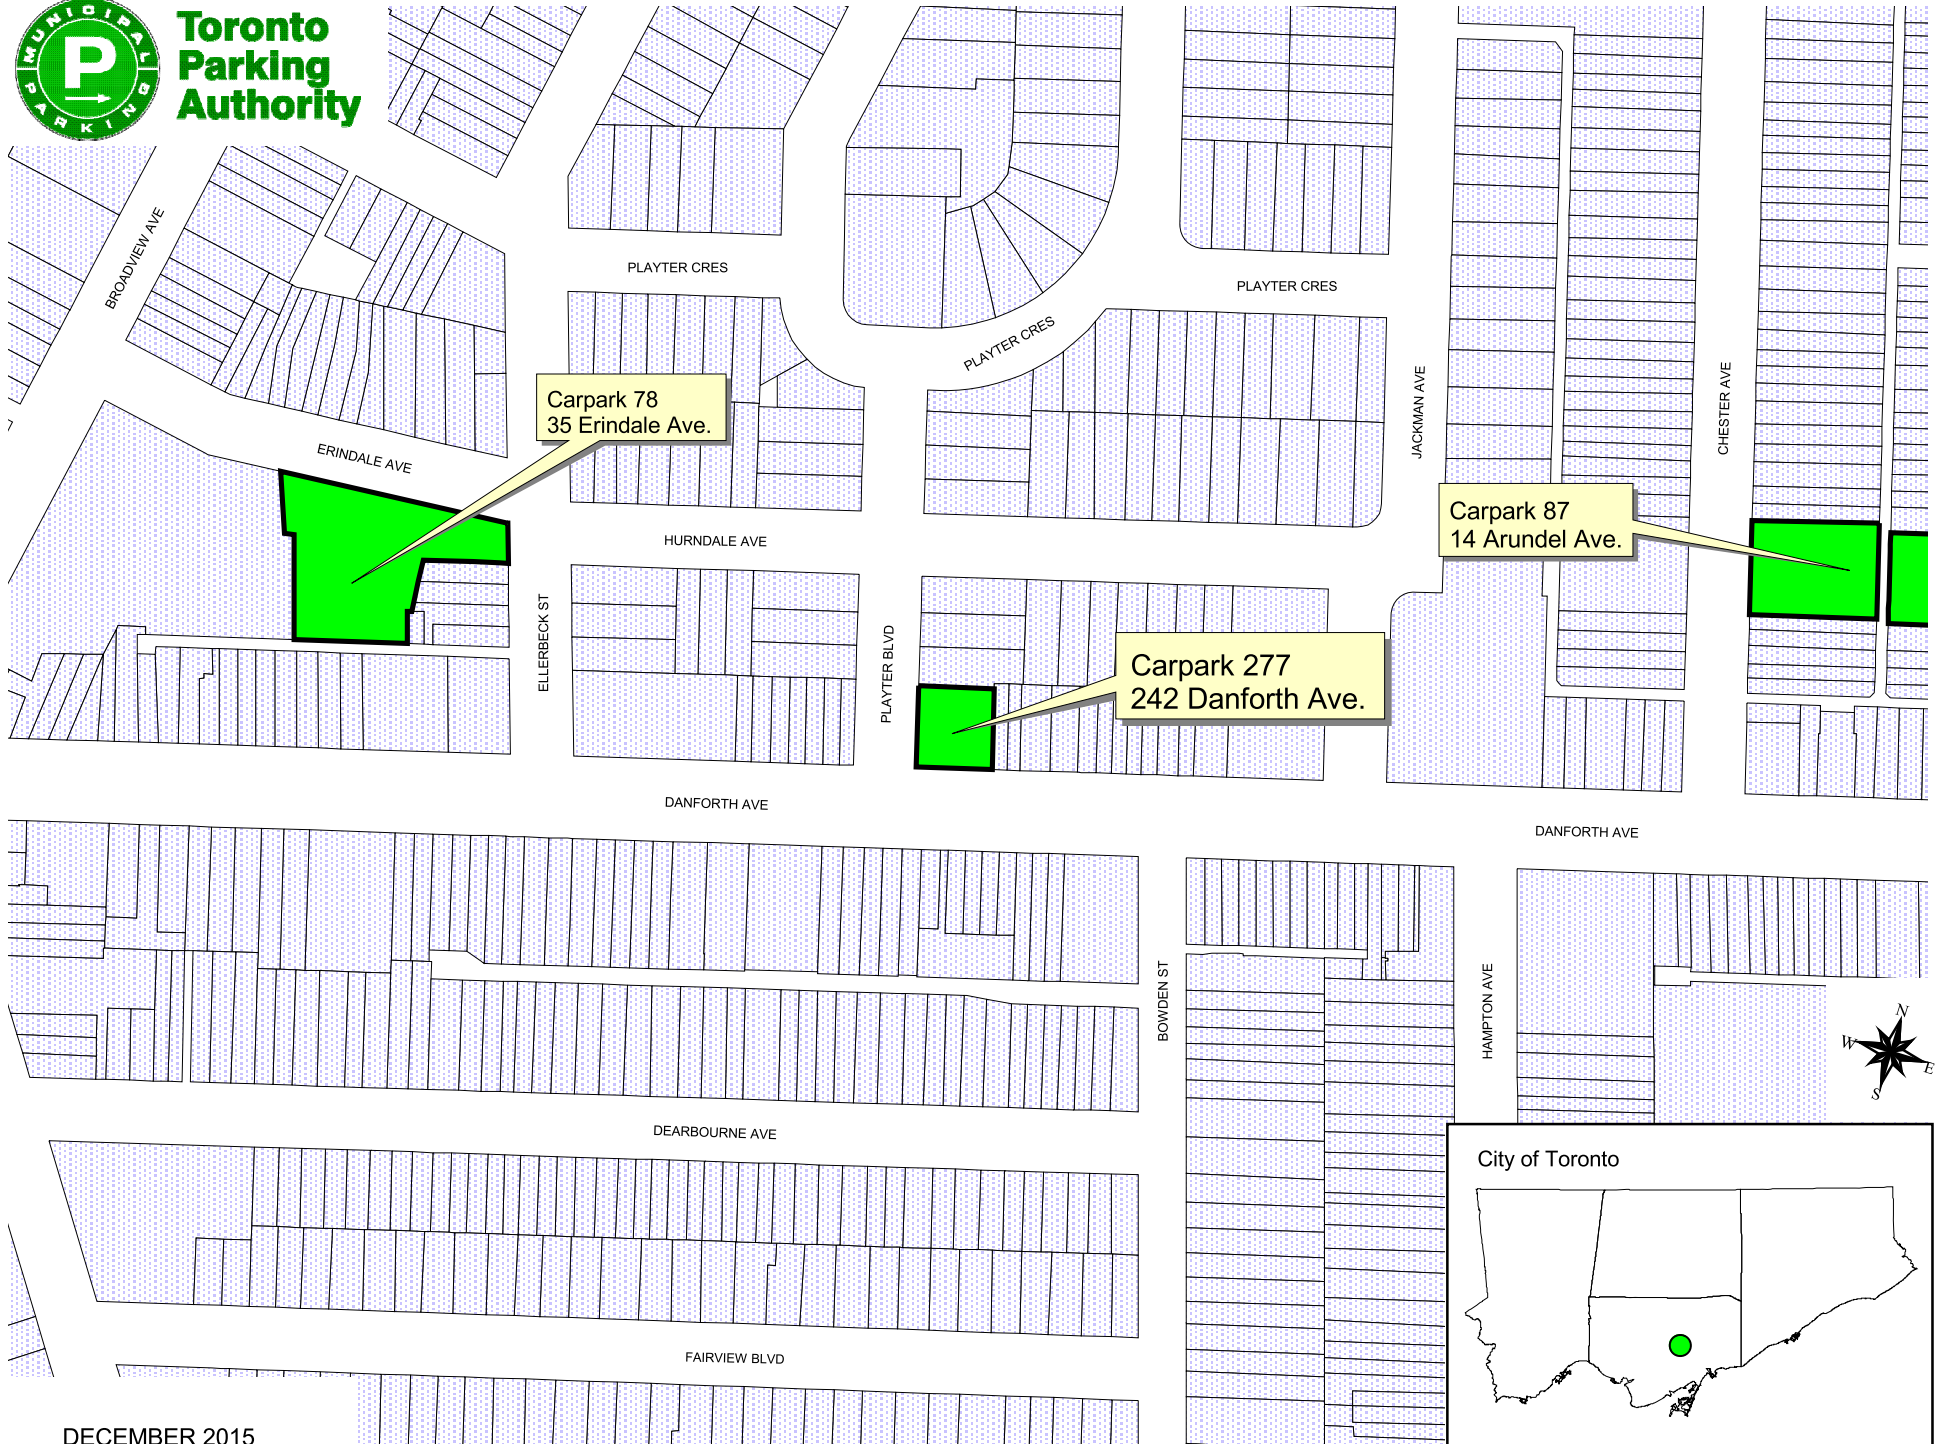 MUNICIPAL PARKING
P
Toronto
Parking
Authority
BROADVIEW AVE
PLAYTER CRES
PLAYTER CRES
PLAYTER CRES
Carpark 78
35 Erindale Ave.
ERINDALE AVE
JACKMAN AVE
CHESTER AVE
Carpark 87
14 Arundel Ave.
HURNDALE AVE
ELLERBECK ST
PLAYTER BLVD
Carpark 277
242 Danforth Ave.
DANFORTH AVE
DANFORTH AVE
BOWDEN ST
HAMPTON AVE
N
W
E
S
DEARBOURNE AVE
City of Toronto
FAIRVIEW BLVD
DECEMBER 2015